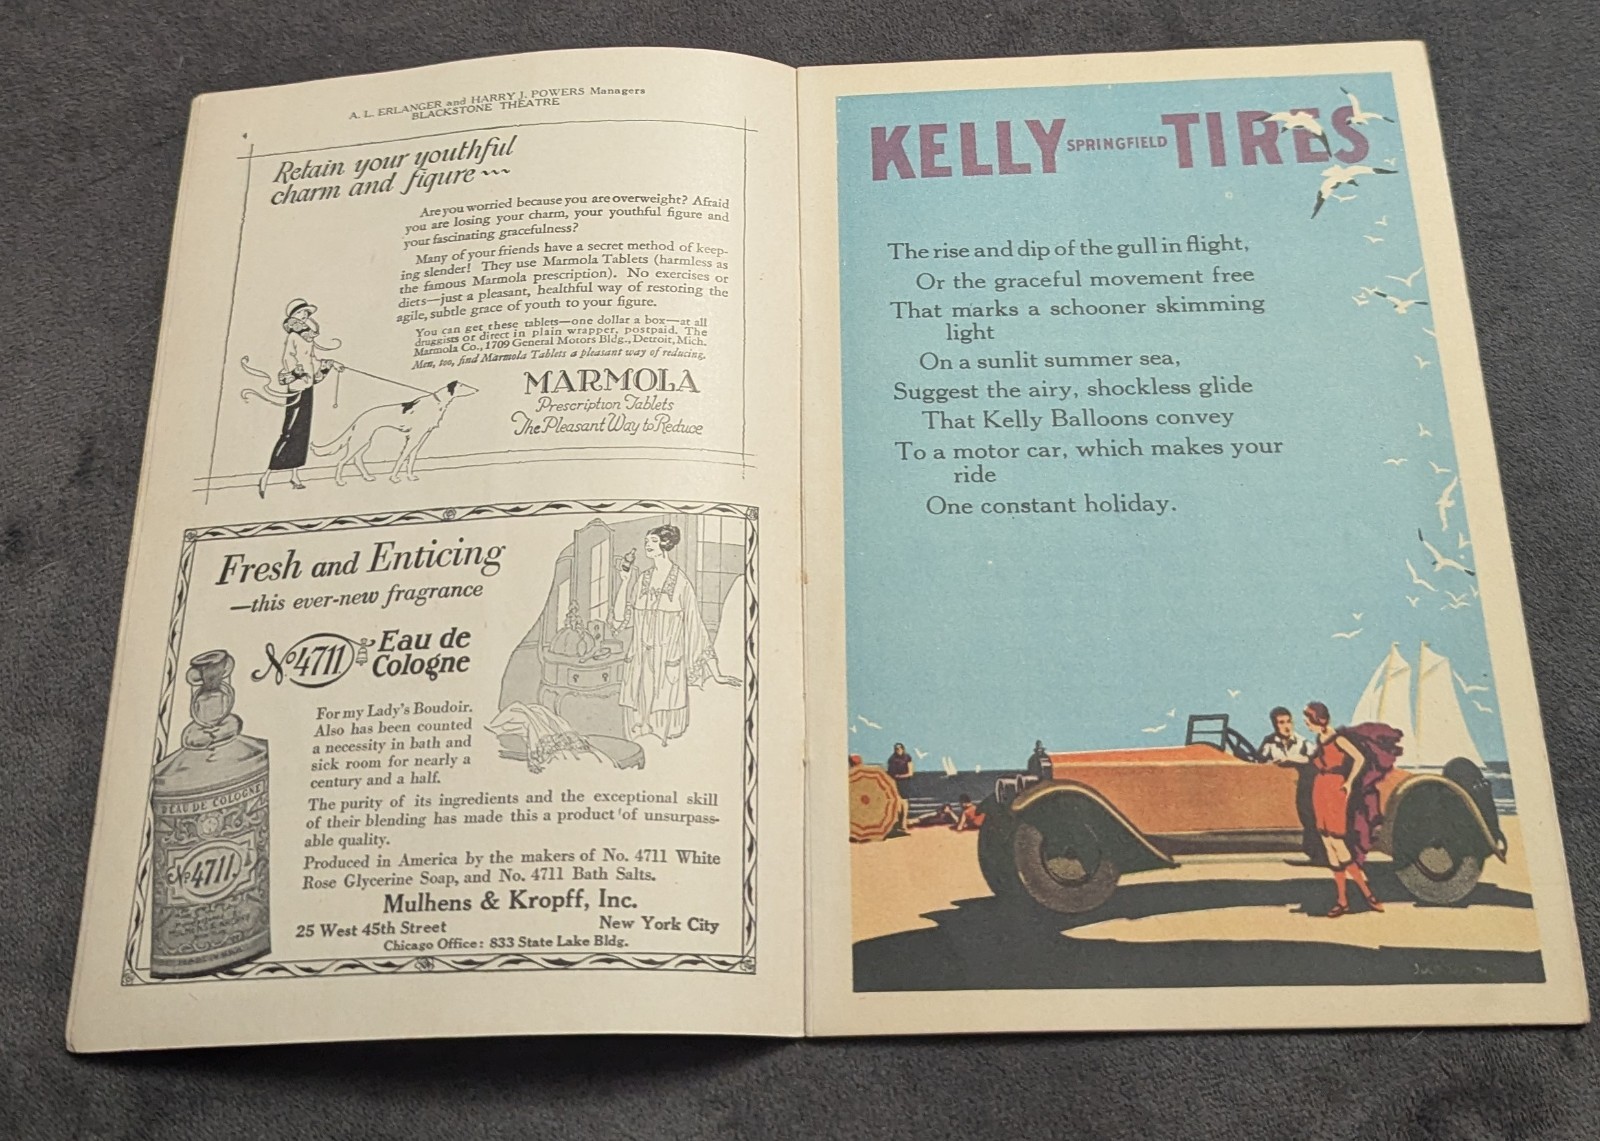 A. L. ERLANGER and HARRY J. POWERS Managers
BLACKSTONE THEATRE
Retain your youthful
charm and figure
Are you worried because you are overweight? Afraid
you are losing your charm, your youthful figure and
your fascinating gracefulness?
Many of your friends have a secret method of keep-
ing slender! They use Marmola Tablets (harmless as
the famous Marmola prescription). No exercises or
diets—just a pleasant, healthful way of restoring the
agile, subtle grace of youth to your figure.
You can get these tablets—one dollar a box—at all
druggists or direct in plain wrapper, postpaid. The
Marmola Co., 1709 General Motors Bldg., Detroit, Mich.
Men, too, find Marmola Tablets a pleasant way of reducing.
MARMOLA
Prescription Tablets
The Pleasant Way to Reduce
Fresh and Enticing
—this ever-new fragrance
No 4711 Eau de
Cologne
For my Lady's Boudoir.
Also has been counted
a necessity in bath and
sick room for nearly a
century and a half.
The purity of its ingredients and the exceptional skill
of their blending has made this a product of unsurpass-
able quality.
Produced in America by the makers of No. 4711 White
Rose Glycerine Soap, and No. 4711 Bath Salts.
Mulhens & Kropff, Inc.
25 West 45th Street New York City
Chicago Office: 833 State Lake Bldg.
EAU DE COLOGNE
No 4711.
KELLY SPRINGFIELD TIRES
The rise and dip of the gull in flight,
Or the graceful movement free
That marks a schooner skimming
light
On a sunlit summer sea,
Suggest the airy, shockless glide
That Kelly Balloons convey
To a motor car, which makes your
ride
One constant holiday.